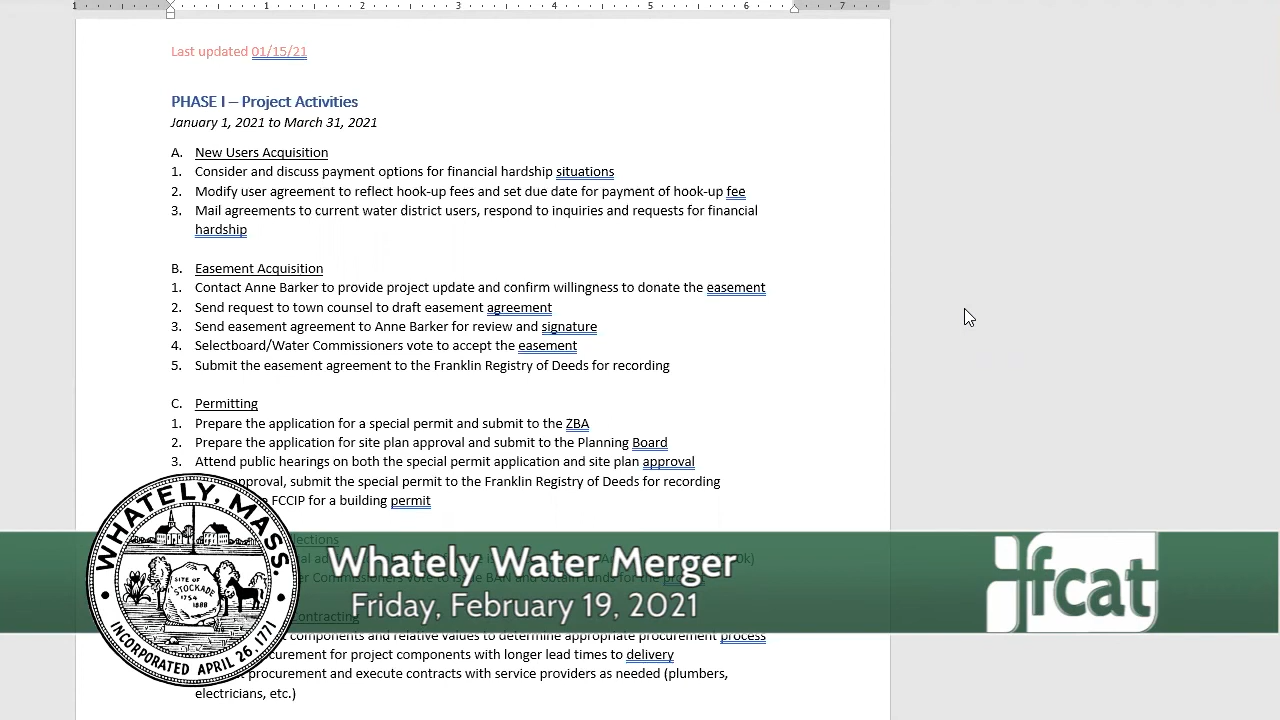 1 1 2 3 4 5 6 7
Last updated 01/15/21
PHASE I – Project Activities
January 1, 2021 to March 31, 2021
A. New Users Acquisition
1. Consider and discuss payment options for financial hardship situations
2. Modify user agreement to reflect hook-up fees and set due date for payment of hook-up fee
3. Mail agreements to current water district users, respond to inquiries and requests for financial
hardship
B. Easement Acquisition
1. Contact Anne Barker to provide project update and confirm willingness to donate the easement
2. Send request to town counsel to draft easement agreement
3. Send easement agreement to Anne Barker for review and signature
4. Selectboard/Water Commissioners vote to accept the easement
5. Submit the easement agreement to the Franklin Registry of Deeds for recording
C. Permitting
1. Prepare the application for a special permit and submit to the ZBA
2. Prepare the application for site plan approval and submit to the Planning Board
3. Attend public hearings on both the special permit application and site plan approval
approval, submit the special permit to the Franklin Registry of Deeds for recording
FCCIP for a building permit
WHATELY, MASS.
SITE OF
STOCKADE
1754
1888
INCORPORATED APRIL 26, 1771
Whately Water Merger
Friday, February 19, 2021
fcat
Contracting
components and relative values to determine appropriate procurement process
procurement for project components with longer lead times to delivery
procurement and execute contracts with service providers as needed (plumbers,
electricians, etc.)